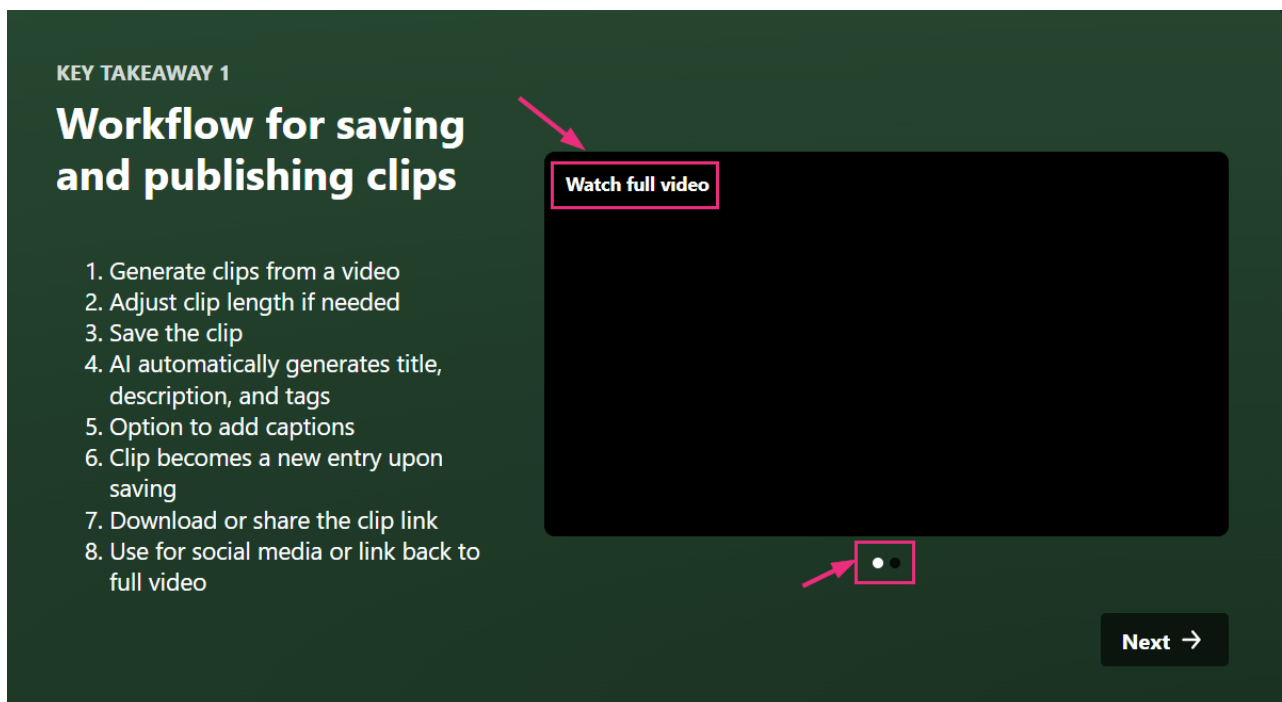 KEY TAKEAWAY 1
Workflow for saving
and publishing clips
1. Generate clips from a video
2. Adjust clip length if needed
3. Save the clip
4. AI automatically generates title,
description, and tags
5. Option to add captions
6. Clip becomes a new entry upon
saving
7. Download or share the clip link
8. Use for social media or link back to
full video
Watch full video
Next →